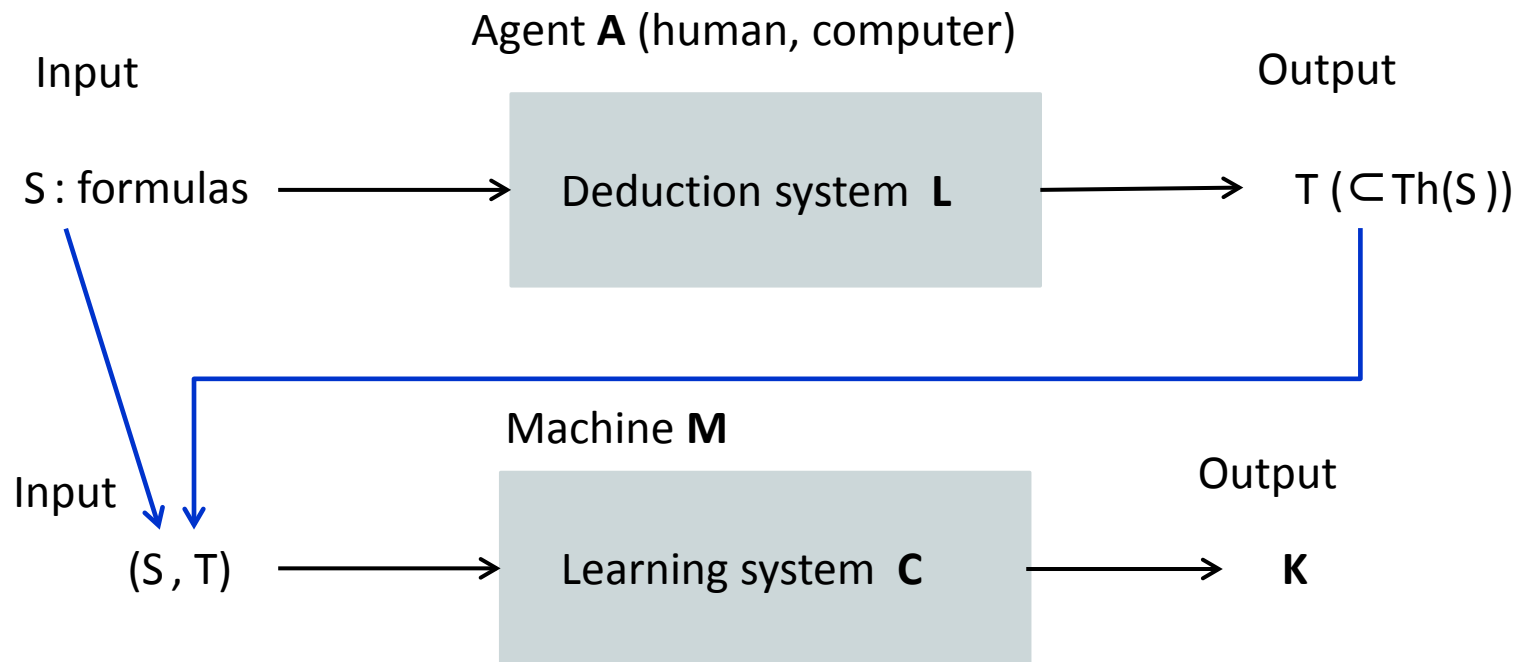 Agent A (human, computer)
Input
Output
S : formulas
Deduction system L
T (⊂ Th(S ))
Machine M
Input
Output
(S , T)
Learning system C
K